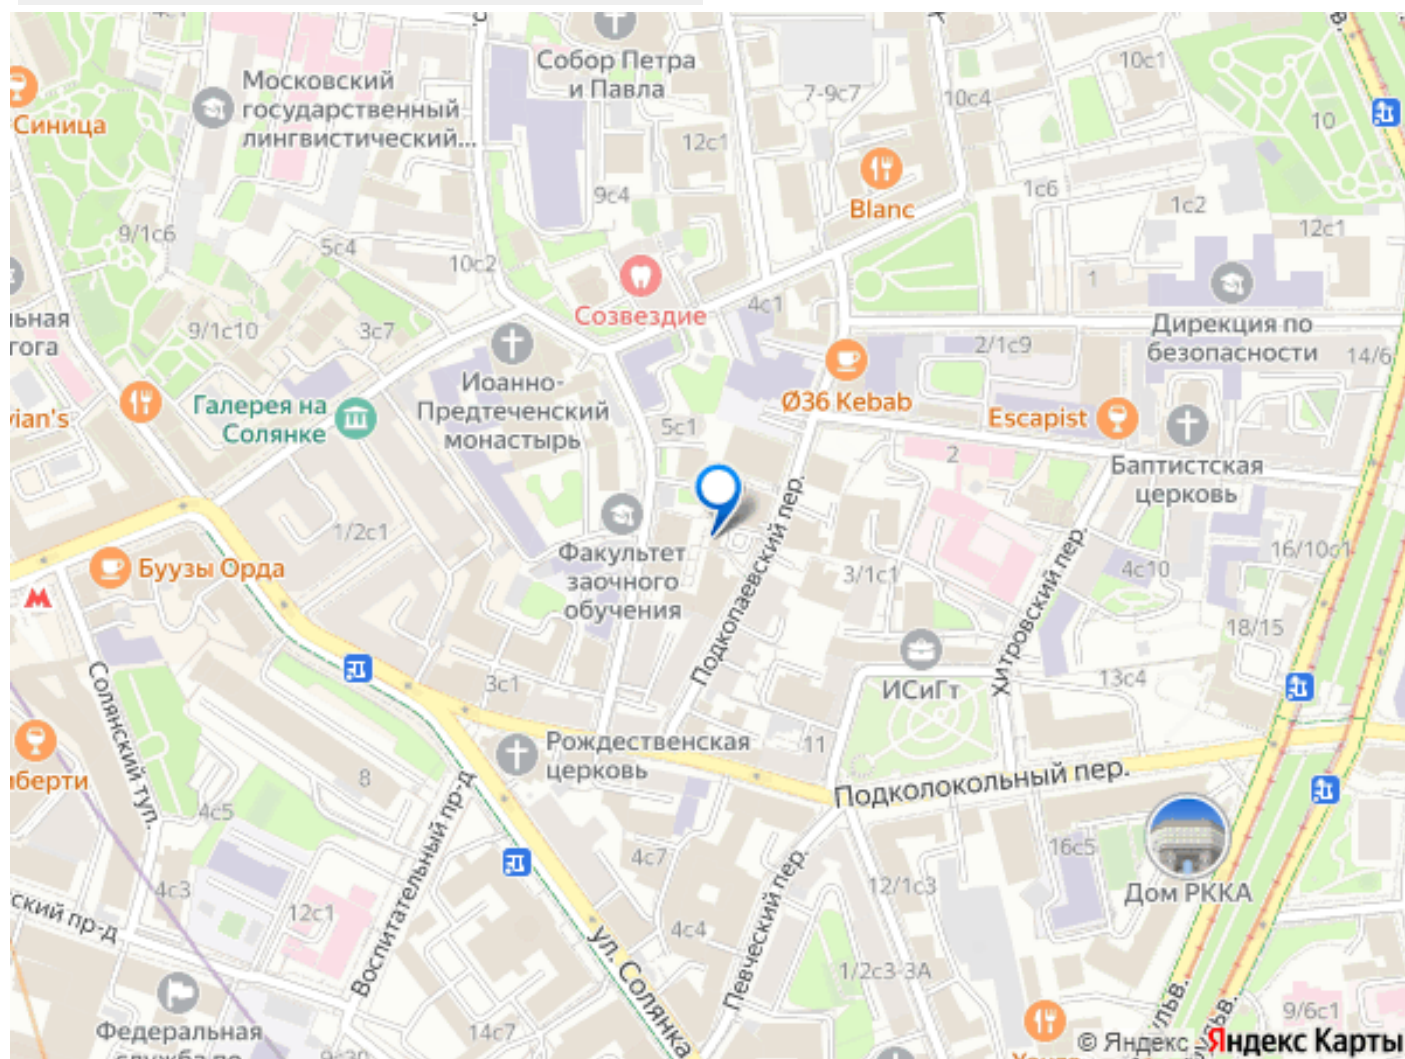 Собор Петра
и Павла
10с1
Московский
государственный
лингвистический...
7-9с7
10с4
10
Синица
12с1
9с4
Blanc
1с6
1с2
12с1
9/1с6
5с4
10с2
1
4с1
Созвездие
ьная
гога
9/1с10
3с7
Дирекция по
безопасности
2/1с9
14/6
Иоанно-
Предтеченский
монастырь
Ø36 Kebab
vian's
Галерея на
Солянке
Escapist
5с1
2
Баптистская
церковь
1/2с1
Факультет
заочного
обучения
Подкопаевский пер.
16/10с1
Буузы Орда
3/1с1
4с10
Хитровский пер.
18/15
3с1
ИСиГт
13с4
Солянский туп.
Рождественская
церковь
11
8
Подколокольный пер.
4с5
Воспитательный пр-д
16с5
4с7
Певческий пер.
12/1с3
Дом РККА
4с3
ский пр-д
12с1
4с4
ул. Солянка
1/2с3-3А
Федеральная
14с7
9/6с1
© Яндекс Яндекс Карты